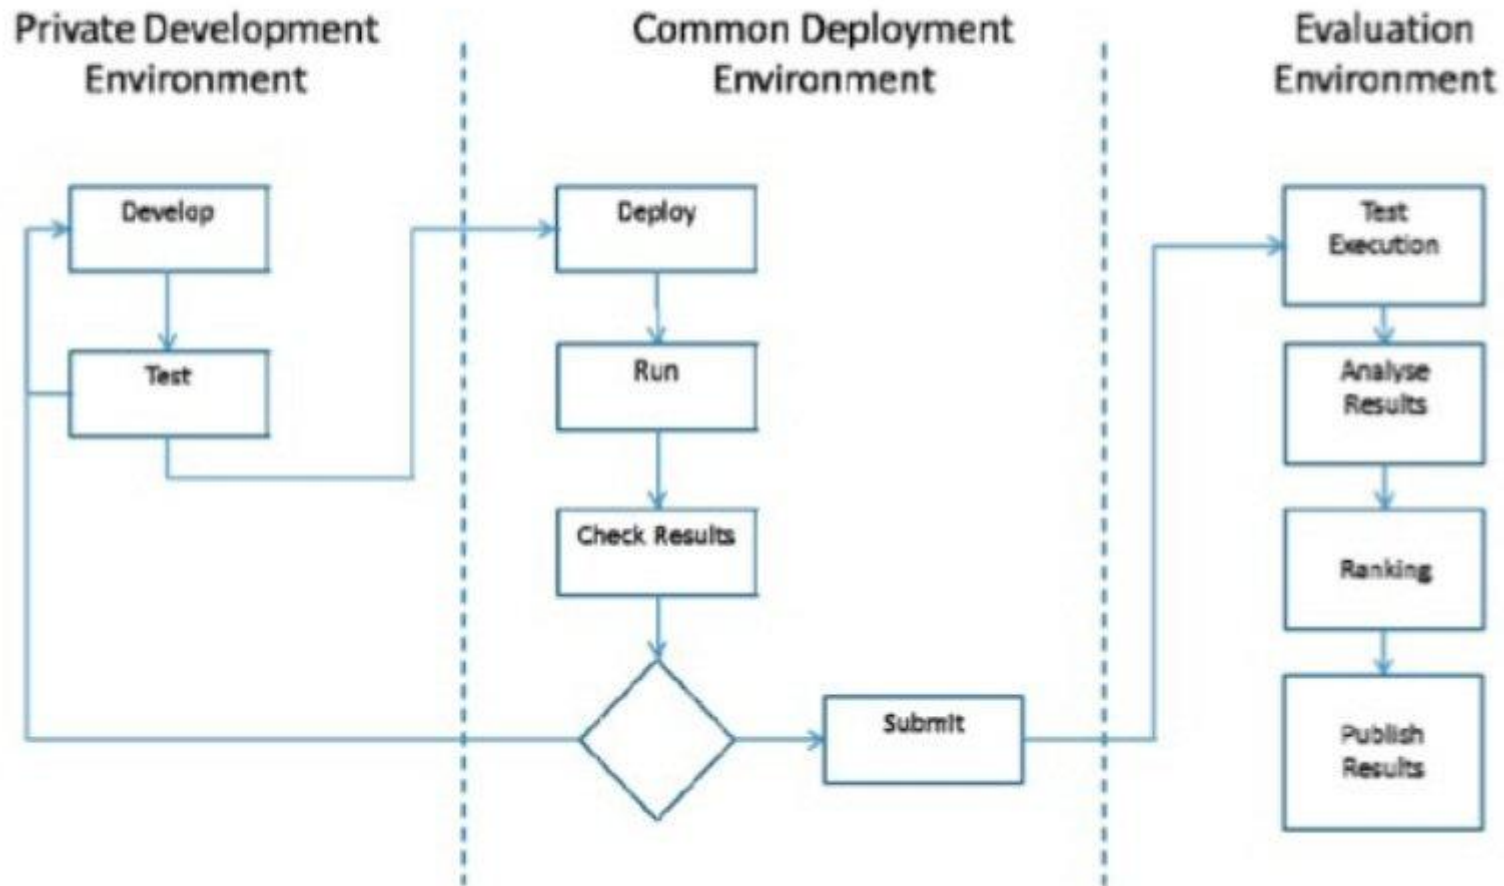 Private Development
Environment
Common Deployment
Environment
Evaluation
Environment
Develop
Test
Deploy
Run
Check Results
Submit
Test
Execution
Analyse
Results
Ranking
Publish
Results